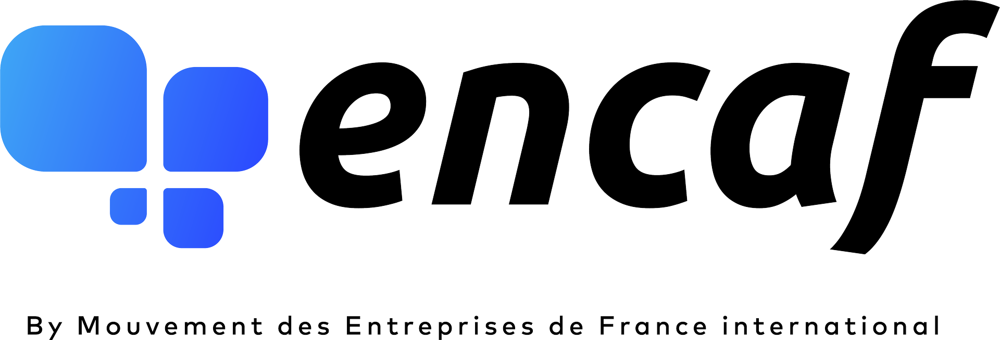 encaf
By Mouvement des Entreprises de France international